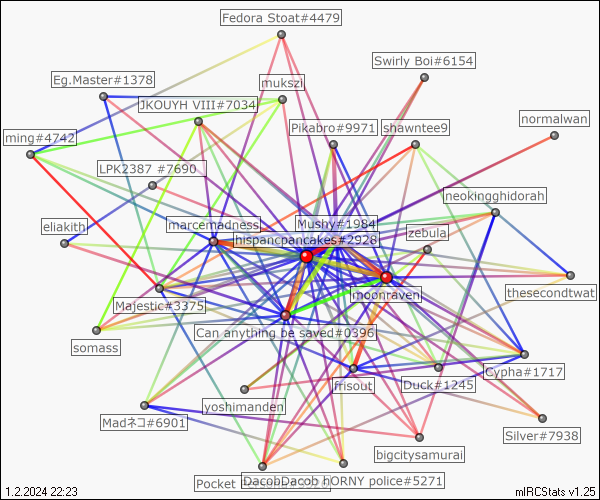 Fedora Stoat#4479
Swirly Boi#6154
Eg.Master#1378
mukszi
JKOUYH VIII#7034
normalwan
Pikabro#9971
shawntee9
ming#4742
LPK2387 #7690
neokingghidorah
marcemadness
Mushy#1984
eliakith
zebula
hispancpancakes#2928
moonraven
thesecondtwat
Majestic#3375
Can anything be saved#0396
somass
Cypha#1717
frisout
Duck#1245
yoshimanden
Madネコ#6901
Silver#7938
bigcitysamurai
Pocket
DacobDacob hORNY police#5271
1.2.2024 22:23
mIRCStats v1.25